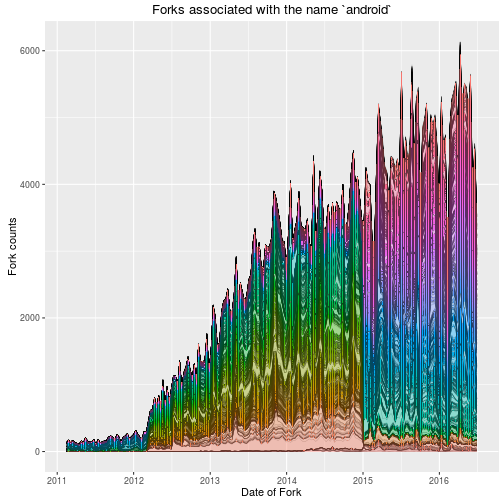 Forks associated with the name `android`
Fork counts
6000
4000
2000
0
2011 2012 2013 2014 2015 2016
Date of Fork